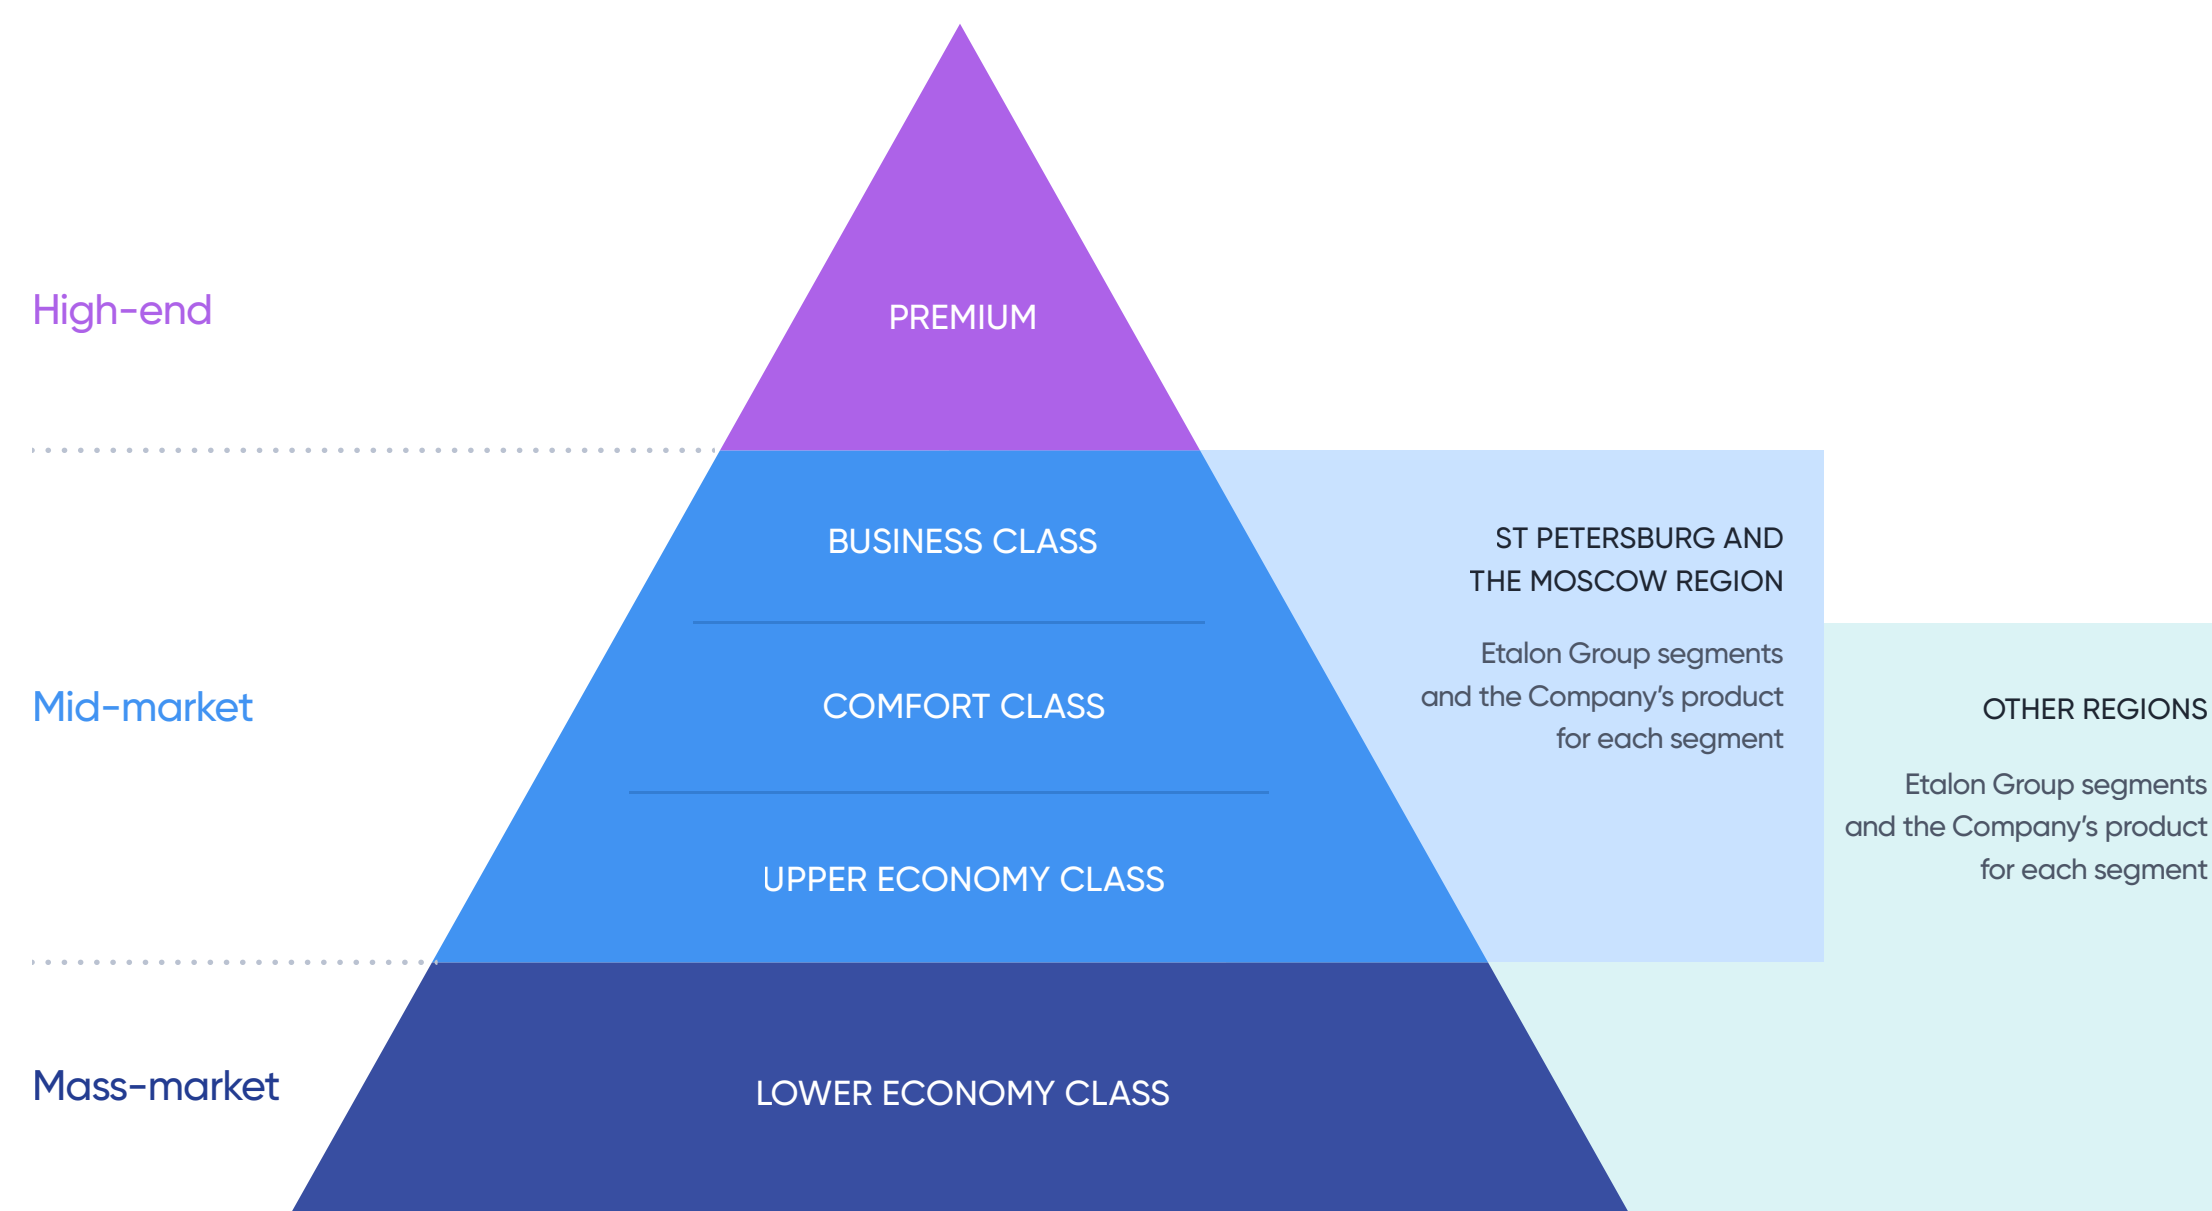 High-end
PREMIUM
BUSINESS CLASS
Mid-market
COMFORT CLASS
UPPER ECONOMY CLASS
Mass-market
LOWER ECONOMY CLASS
ST PETERSBURG AND
THE MOSCOW REGION
Etalon Group segments
and the Company’s product
for each segment
OTHER REGIONS
Etalon Group segments
and the Company’s product
for each segment